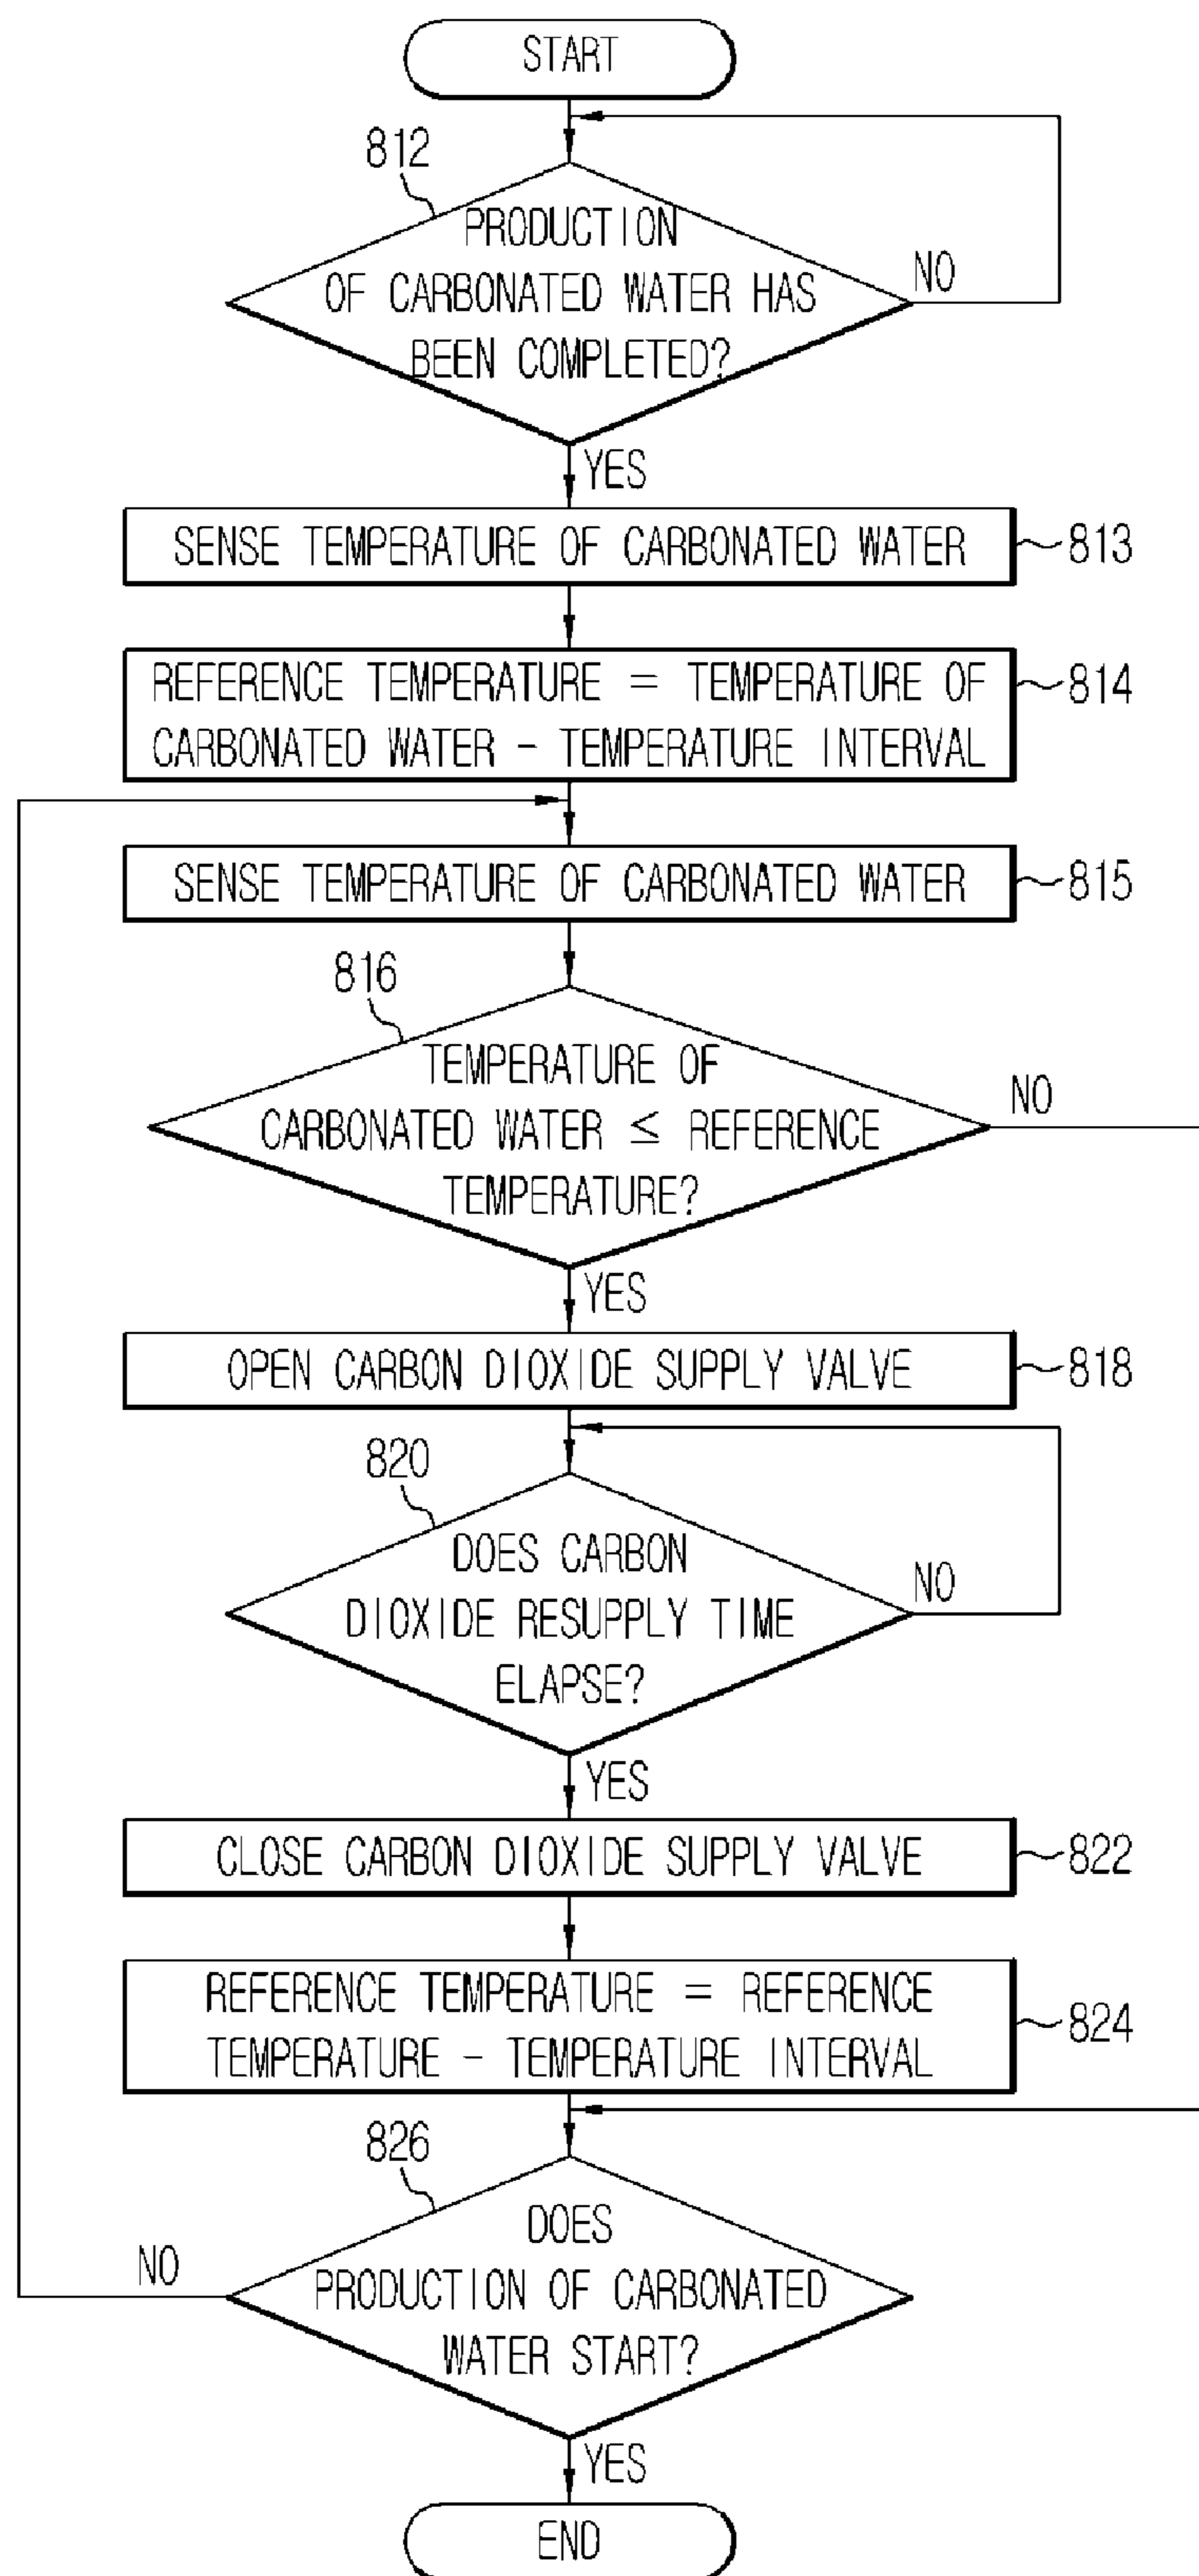 START
812
PRODUCTION
OF CARBONATED WATER HAS
BEEN COMPLETED?
NO
YES
SENSE TEMPERATURE OF CARBONATED WATER
813
REFERENCE TEMPERATURE = TEMPERATURE OF
CARBONATED WATER - TEMPERATURE INTERVAL
814
SENSE TEMPERATURE OF CARBONATED WATER
815
816
TEMPERATURE OF
CARBONATED WATER ≤ REFERENCE
TEMPERATURE?
NO
YES
OPEN CARBON DIOXIDE SUPPLY VALVE
818
820
DOES CARBON
DIOXIDE RESUPPLY TIME
ELAPSE?
NO
YES
CLOSE CARBON DIOXIDE SUPPLY VALVE
822
REFERENCE TEMPERATURE = REFERENCE
TEMPERATURE - TEMPERATURE INTERVAL
824
826
DOES
PRODUCTION OF CARBONATED
WATER START?
NO
YES
END